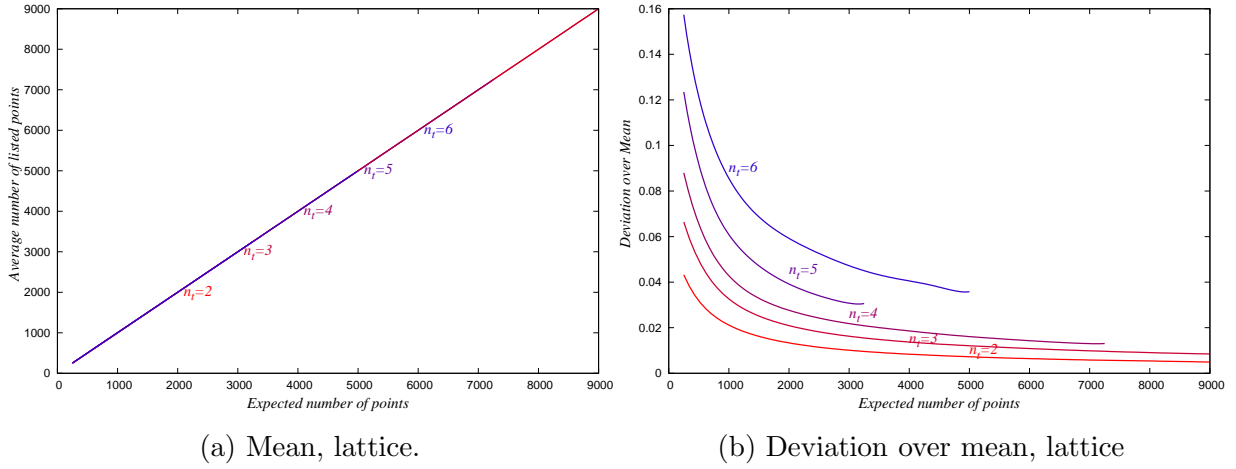 9000
8000
7000
6000
5000
4000
3000
2000
1000
0
Average number of listed points
n_t=6
n_t=5
n_t=4
n_t=3
n_t=2
0 1000 2000 3000 4000 5000 6000 7000 8000 9000
Expected number of points
(a) Mean, lattice.
0.16
0.14
0.12
0.1
0.08
0.06
0.04
0.02
0
Deviation over Mean
n_t=6
n_t=5
n_t=4
n_t=3
n_t=2
0 1000 2000 3000 4000 5000 6000 7000 8000 9000
Expected number of points
(b) Deviation over mean, lattice